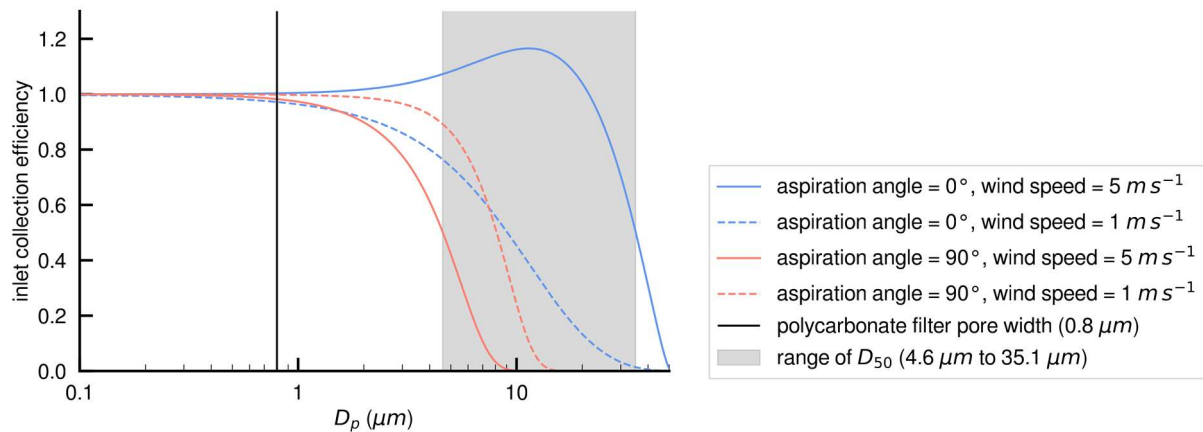 1.2
1.0
0.8
0.6
0.4
0.2
0.0
inlet collection efficiency
0.1
1
10
D_p (μm)
aspiration angle = 0°, wind speed = 5 m s⁻¹
aspiration angle = 0°, wind speed = 1 m s⁻¹
aspiration angle = 90°, wind speed = 5 m s⁻¹
aspiration angle = 90°, wind speed = 1 m s⁻¹
polycarbonate filter pore width (0.8 μm)
range of D₅₀ (4.6 μm to 35.1 μm)